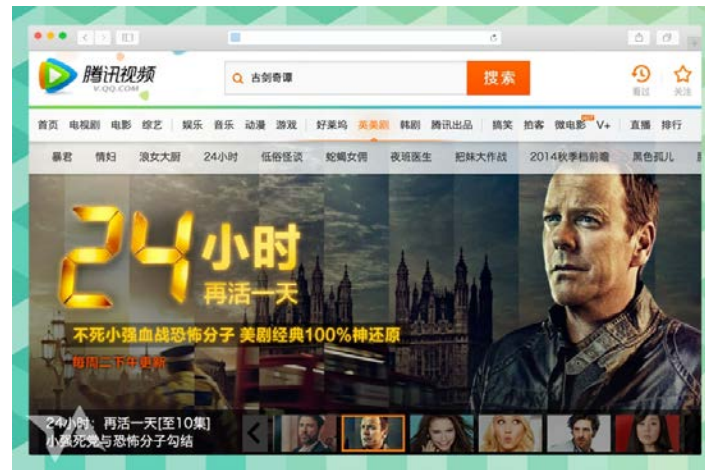 腾讯视频
V.QQ.COM
古剑奇谭
搜索
看过
关注
首页 电视剧 电影 综艺 娱乐 音乐 动漫 游戏 好莱坞 英美剧 韩剧 腾讯出品 搞笑 拍客 微电影 HOT V+ 直播 排行
暴君 情妇 浪女大厨 24小时 低俗怪谈 蛇蝎女佣 夜班医生 把妹大作战 2014秋季档前瞻 黑色孤儿
24小时
再活一天
不死小强血战恐怖分子 美剧经典100%神还原
每周二下午更新
24小时：再活一天[至10集]
小强死党与恐怖分子勾结